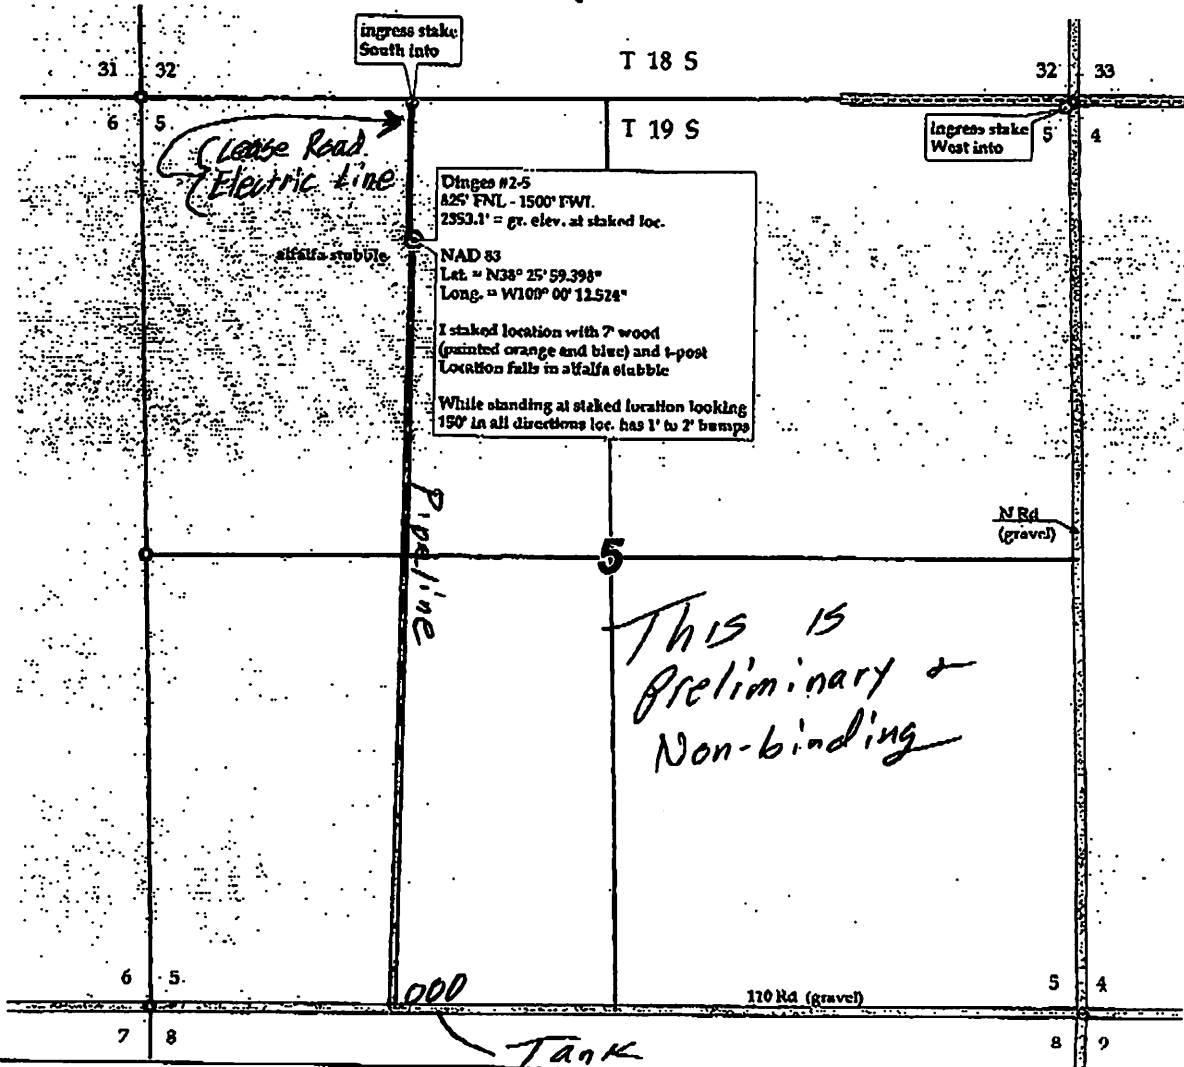 ingress stake
South into
T 18 S
31 32
32 33
6 5
T 19 S
ingress stake
West into
5 4
Lease Road
Electric Line
Dinges #2-5
825' FNL - 1500' FWL
2953.1' = gr. elev. at staked loc.
alfalfa stubble
NAD 83
Lat. = N38° 25' 59.398"
Long. = W100° 00' 12.524"
I staked location with 7' wood
(painted orange and blue) and t-post
Location falls in alfalfa stubble
While standing at staked location looking
150' in all directions loc. has 1' to 2' bumps
Pipeline
N Rd
(gravel)
5
This is
Preliminary &
Non-binding
6 5
5 4
000
110 Rd (gravel)
7 8
8 9
Tank